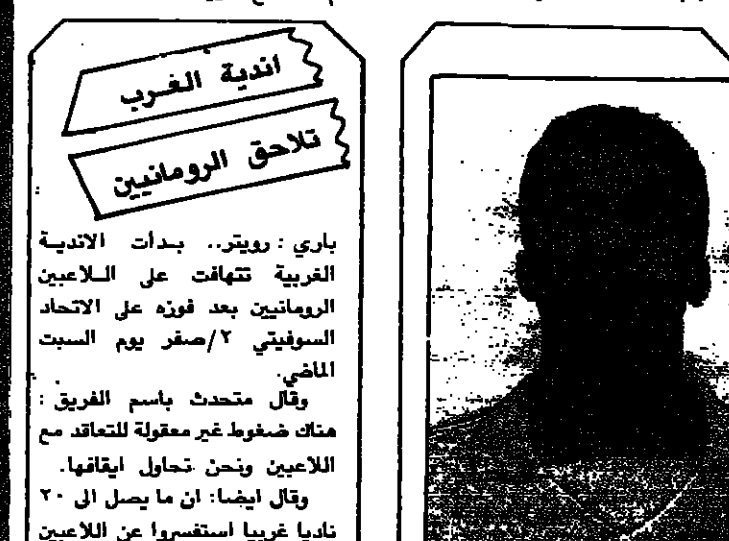 اندية الغرب
تلاحق الرومانيين
باري : رويتر.. بدأت الاندية
الغربية تتهافت على اللاعبين
الرومانيين بعد فوزه على الاتحاد
السوفيتي ٢/صفر يوم السبت
الماضي.
وقال متحدث باسم الفريق :
هناك ضغوط غير معقولة للتعاقد مع
اللاعبين ونحن تحاول ايقافها.
وقال ايضا: ان ما يصل الى ٢٠
ناديا غربيا استفسروا عن اللاعبين